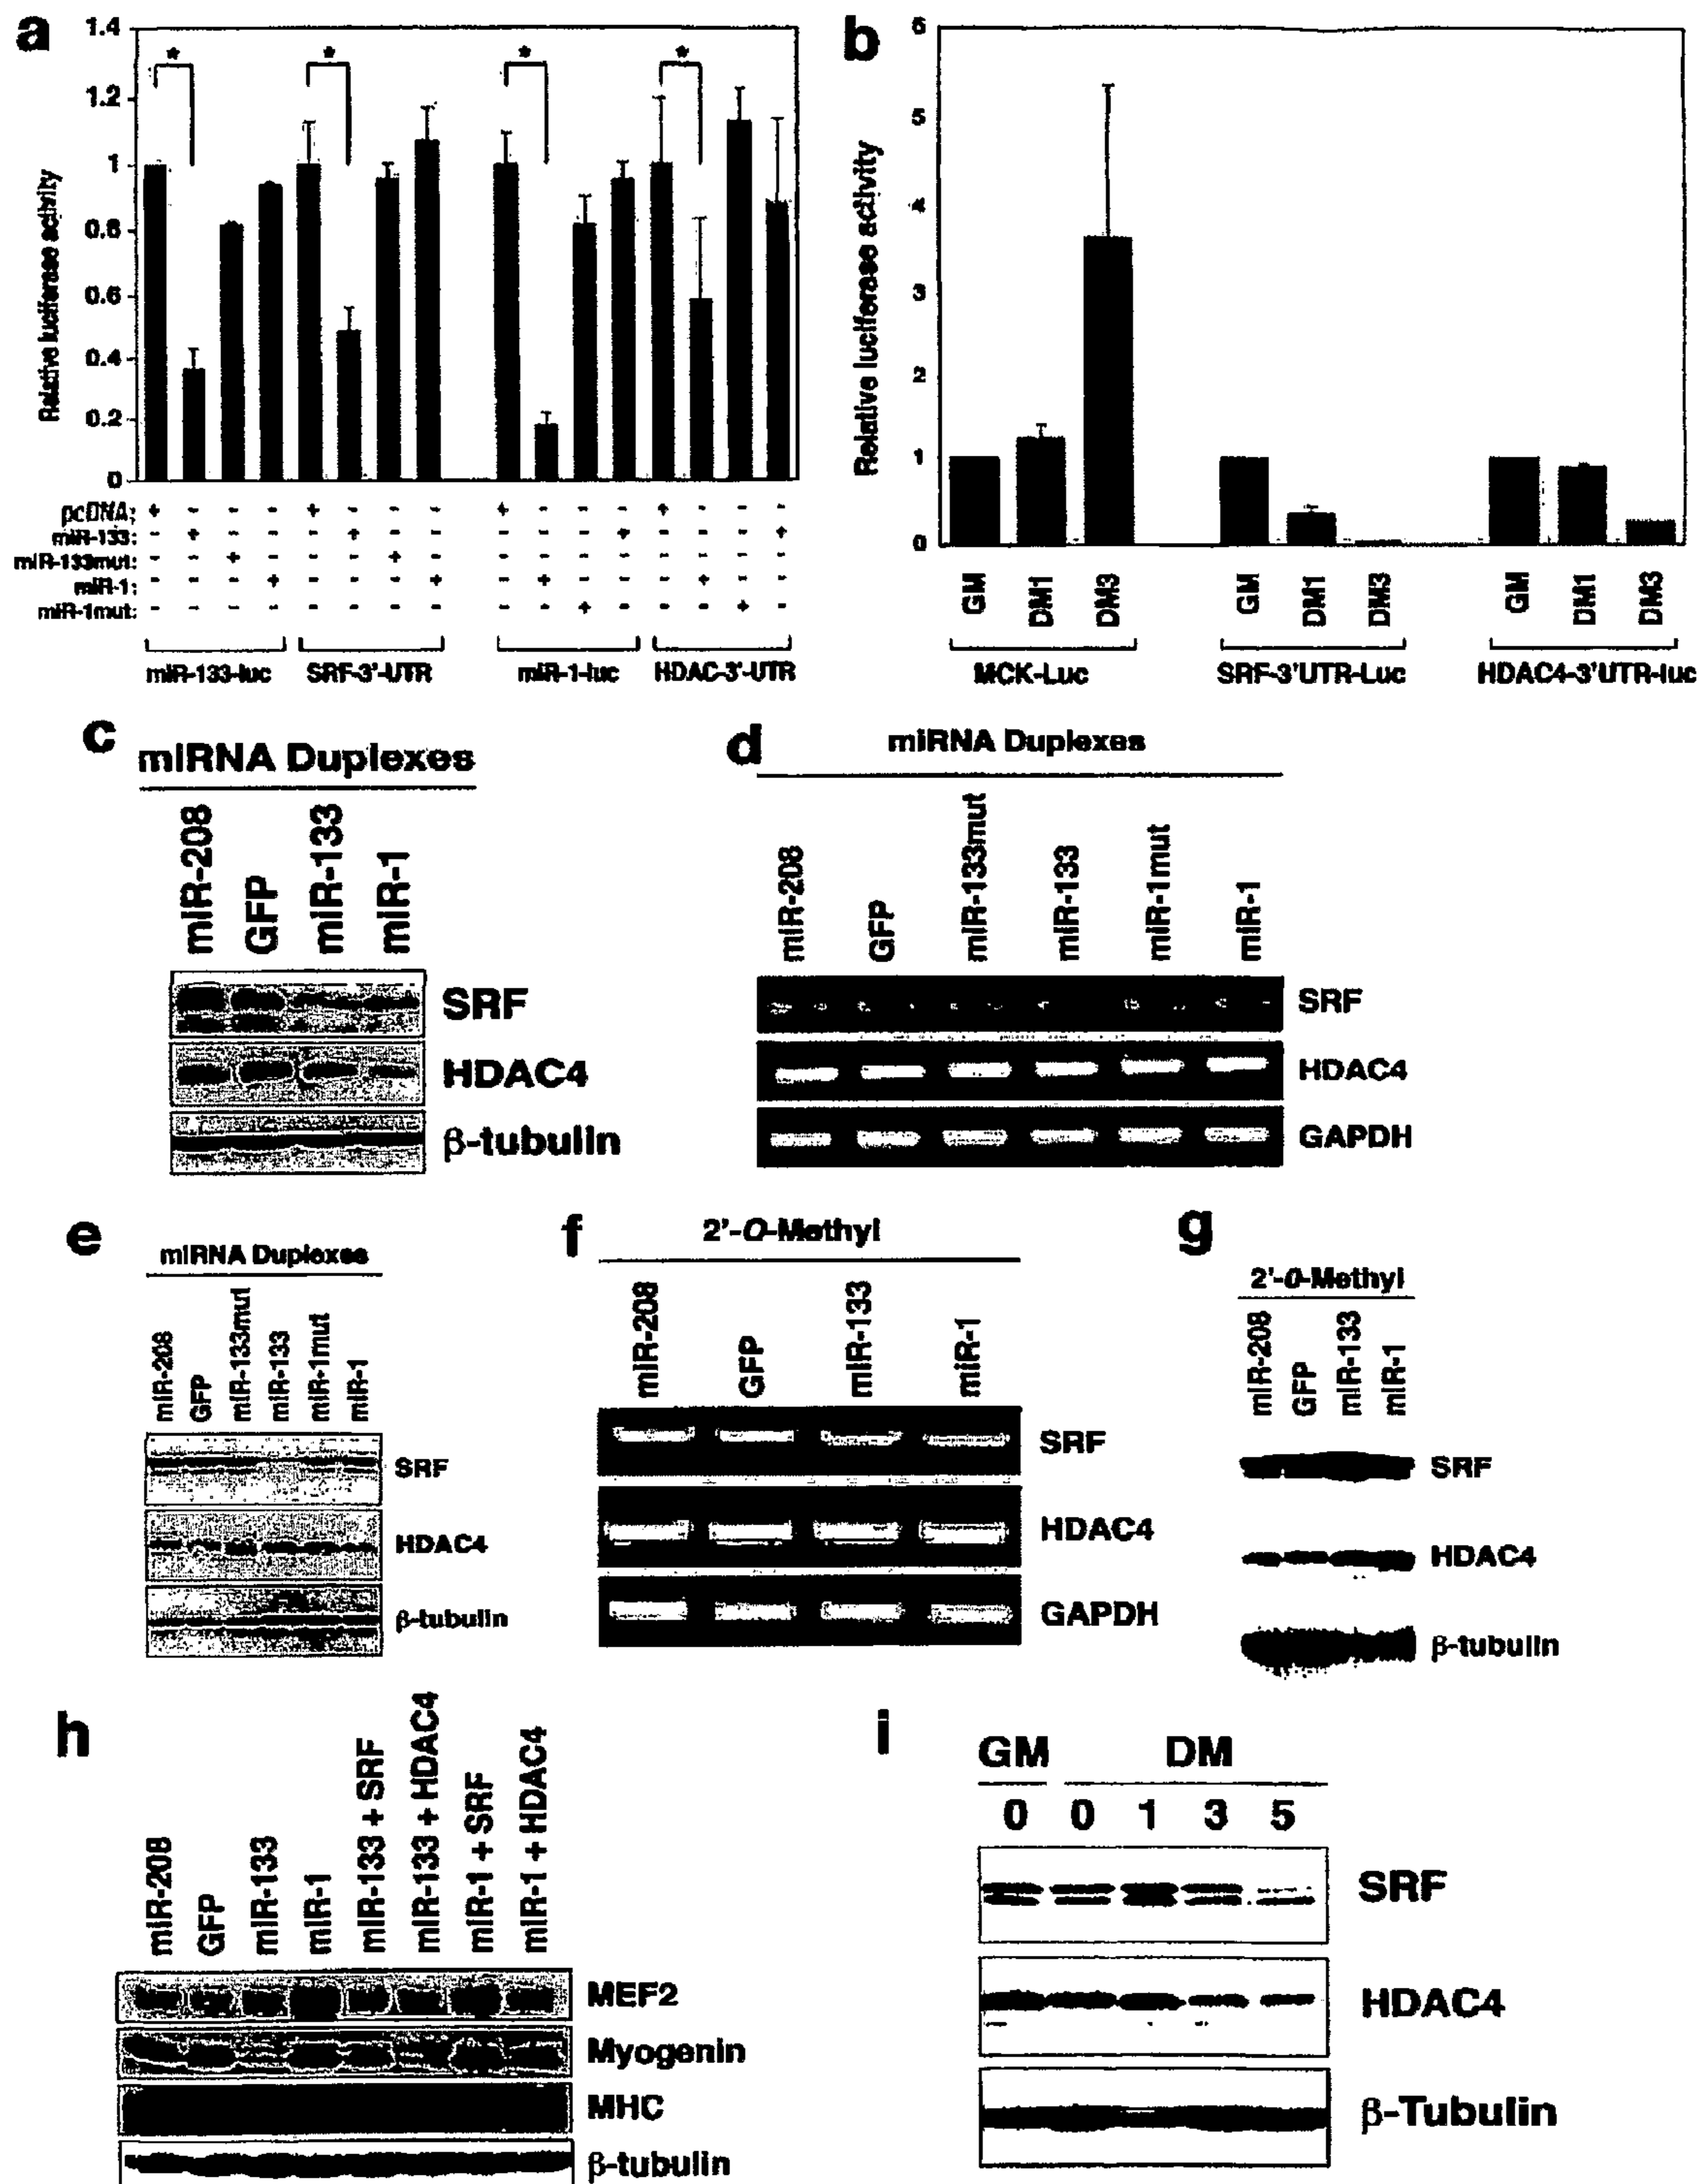 a
1.4
1.2
1
0.8
0.6
0.4
0.2
0
Relative luciferase activity
* * * *
pcDNA: + - - - + - - - + - - - + - - -
miR-133: - + - - - + - - - - - + - - - +
miR-133mut: - - + - - - + - - - - - - - - -
miR-1: - - - + - - - + - + - - - + - -
miR-1mut: - - - - - - - - - - + - - - + -
miR-133-luc SRF-3'-UTR miR-1-luc HDAC-3'-UTR
b
6
5
4
3
2
1
0
Relative luciferase activity
GM DM1 DM3 GM DM1 DM3 GM DM1 DM3
MCK-Luc SRF-3'UTR-Luc HDAC4-3'UTR-luc
c
miRNA Duplexes
miR-208 GFP miR-133 miR-1
SRF
HDAC4
β-tubulin
d
miRNA Duplexes
miR-208 GFP miR-133mut miR-133 miR-1mut miR-1
SRF
HDAC4
GAPDH
e
miRNA Duplexes
miR-208 GFP miR-133mut miR-133 miR-1mut miR-1
SRF
HDAC4
β-tubulin
f
2'-O-Methyl
miR-208 GFP miR-133 miR-1
SRF
HDAC4
GAPDH
g
2'-O-Methyl
miR-208 GFP miR-133 miR-1
SRF
HDAC4
β-tubulin
h
miR-208 GFP miR-133 miR-1 miR-133 + SRF miR-133 + HDAC4 miR-1 + SRF miR-1 + HDAC4
MEF2
Myogenin
MHC
β-tubulin
i
GM DM
0 0 1 3 5
SRF
HDAC4
β-Tubulin